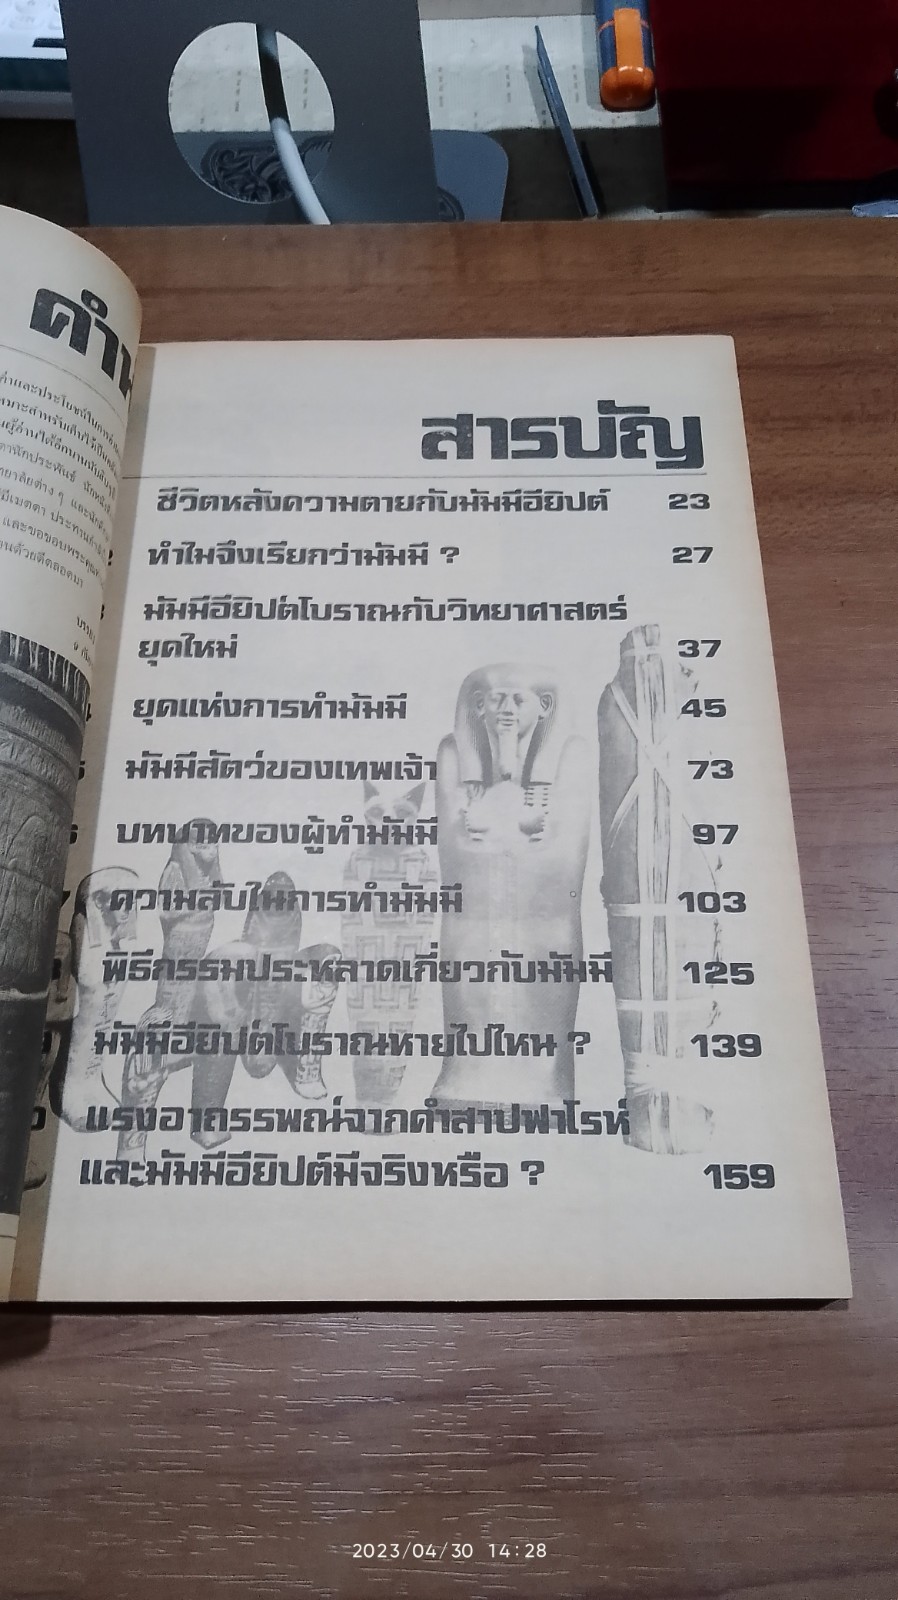 คำ
สารบัญ
ชีวิตหลังความตายกับมัมมี่อียิปต์ 23
ทำไมจึงเรียกว่ามัมมี่ ? 27
มัมมี่อียิปต์โบราณกับวิทยาศาสตร์
ยุคใหม่ 37
ยุคแห่งการทำมัมมี่ 45
มัมมี่สัตว์ของเทพเจ้า 73
บทบาทของผู้ทำมัมมี่ 97
ความลับในการทำมัมมี่ 103
พิธีกรรมประหลาดเกี่ยวกับมัมมี่ 125
มัมมี่อียิปต์โบราณหายไปไหน ? 139
แรงอาถรรพณ์จากคำสาปฟาโรห์
และมัมมี่อียิปต์มีจริงหรือ ? 159
2023/04/30 14:28